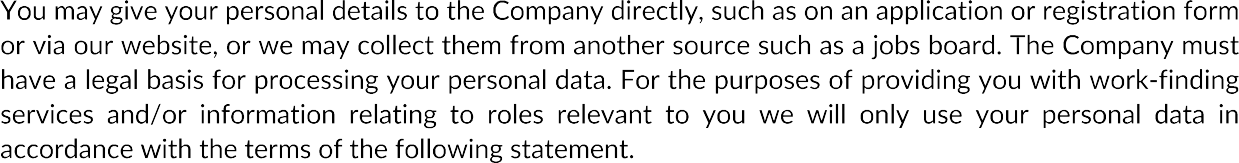 You may give your personal details to the Company directly, such as on an application or registration form
or via our website, or we may collect them from another source such as a jobs board. The Company must
have a legal basis for processing your personal data. For the purposes of providing you with work-finding
services and/or information relating to roles relevant to you we will only use your personal data in
accordance with the terms of the following statement.